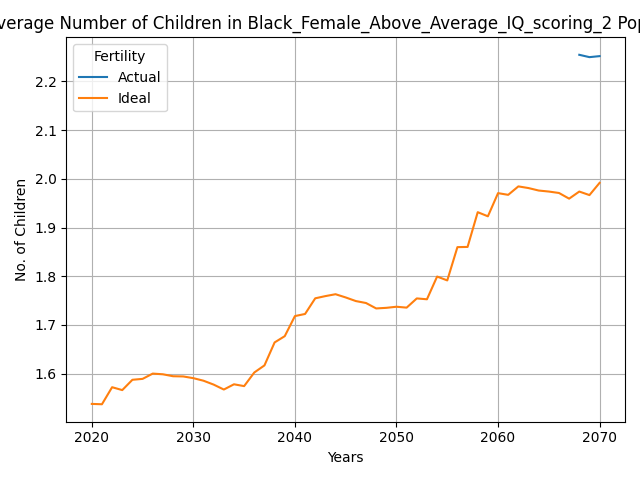 verage Number of Children in Black_Female_Above_Average_IQ_scoring_2 Pop
Fertility
Actual
Ideal
2.2
2.1
2.0
1.9
1.8
1.7
1.6
No. of Children
2020 2030 2040 2050 2060 2070
Years